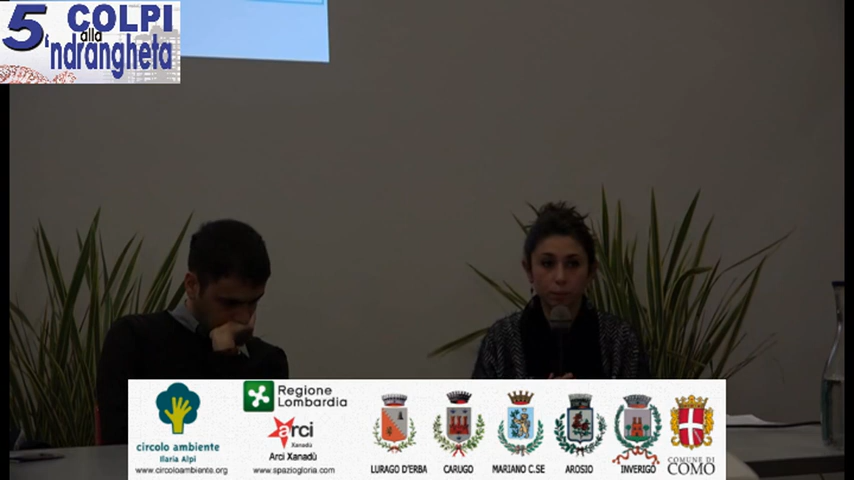 5 COLPI
alla
'ndrangheta
circolo ambiente
Ilaria Alpi
www.circoloambiente.org
Regione
Lombardia
arci
Xanadù
Arci Xanadù
www.spaziogloria.com
LURAGO D'ERBA
CARUGO
MARIANO C.SE
AROSIO
INVERIGO
COMUNE DI
COMO